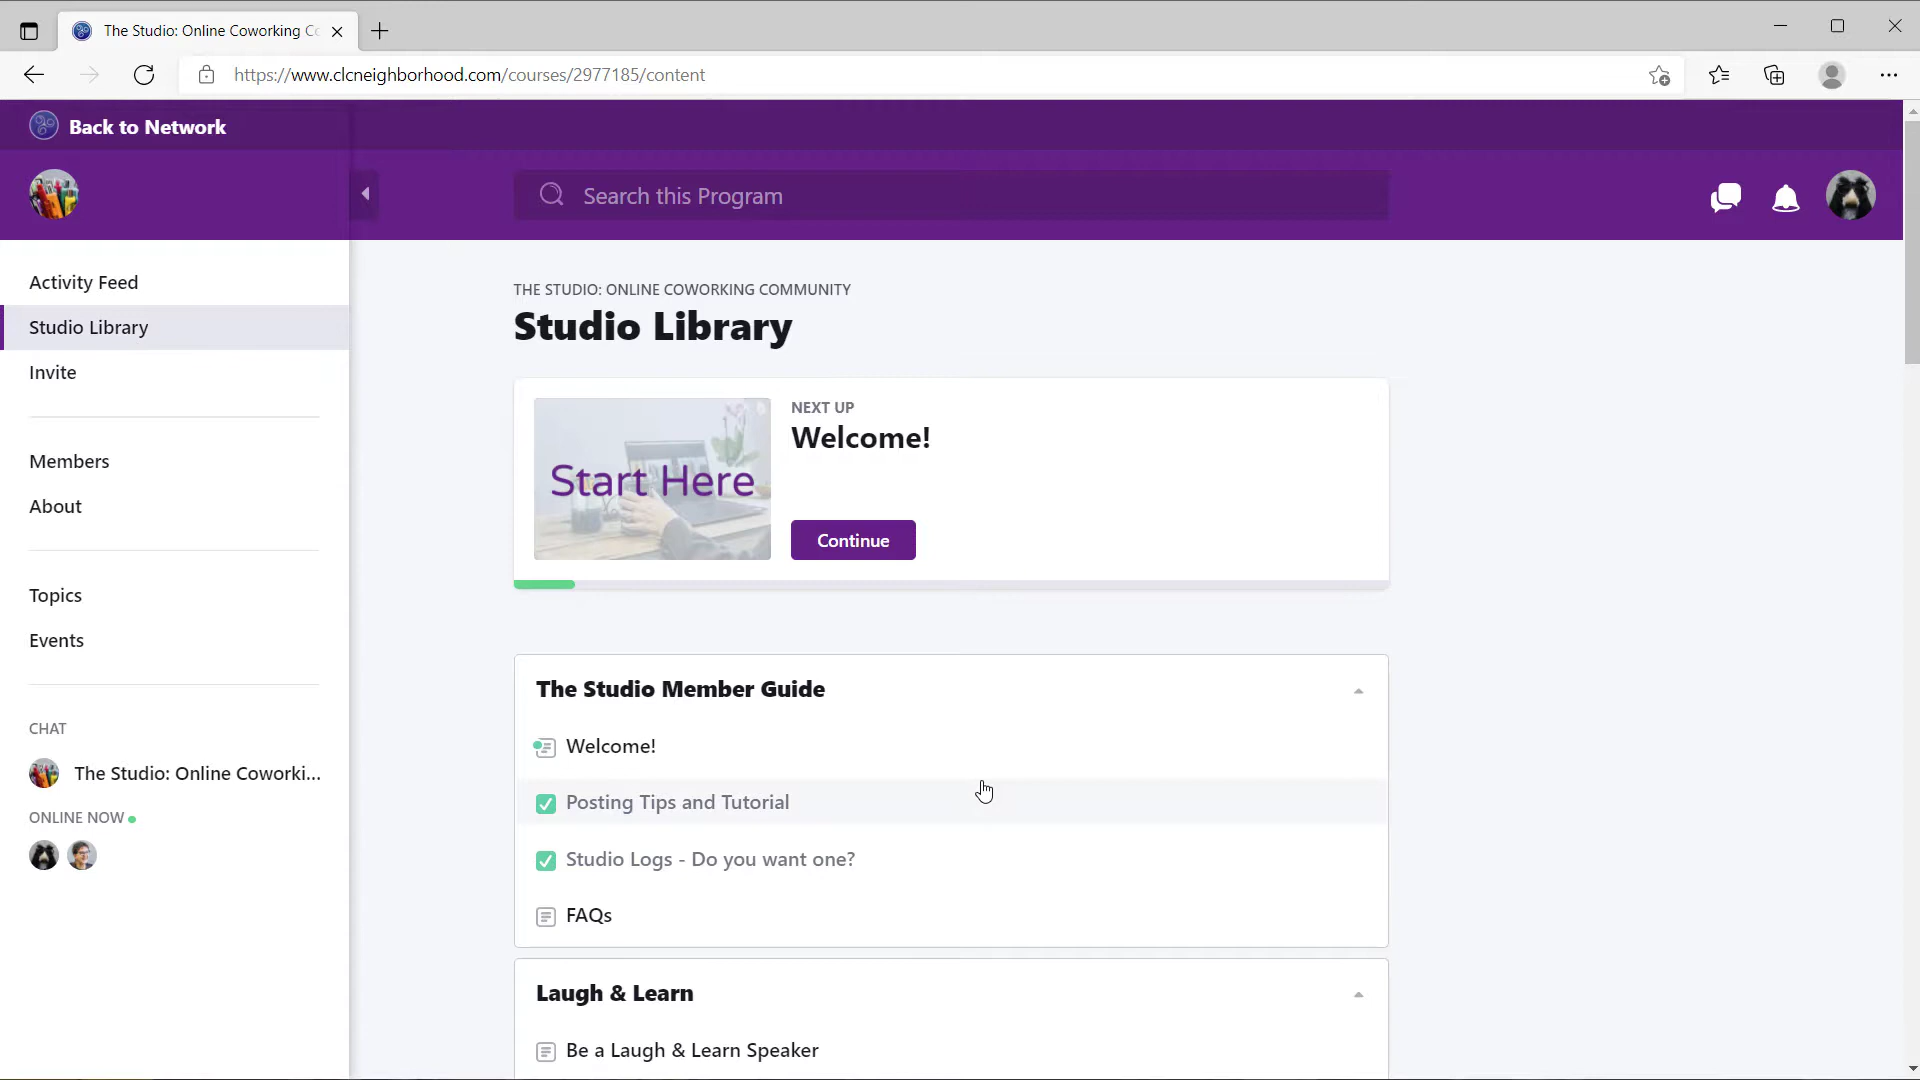 The Studio: Online Coworking Co
https://www.clcneighborhood.com/courses/2977185/content
Back to Network
Search this Program
Activity Feed
Studio Library
Invite
Members
About
Topics
Events
CHAT
The Studio: Online Coworki...
ONLINE NOW
THE STUDIO: ONLINE COWORKING COMMUNITY
Studio Library
Start Here
NEXT UP
Welcome!
Continue
The Studio Member Guide
Welcome!
Posting Tips and Tutorial
Studio Logs - Do you want one?
FAQs
Laugh & Learn
Be a Laugh & Learn Speaker